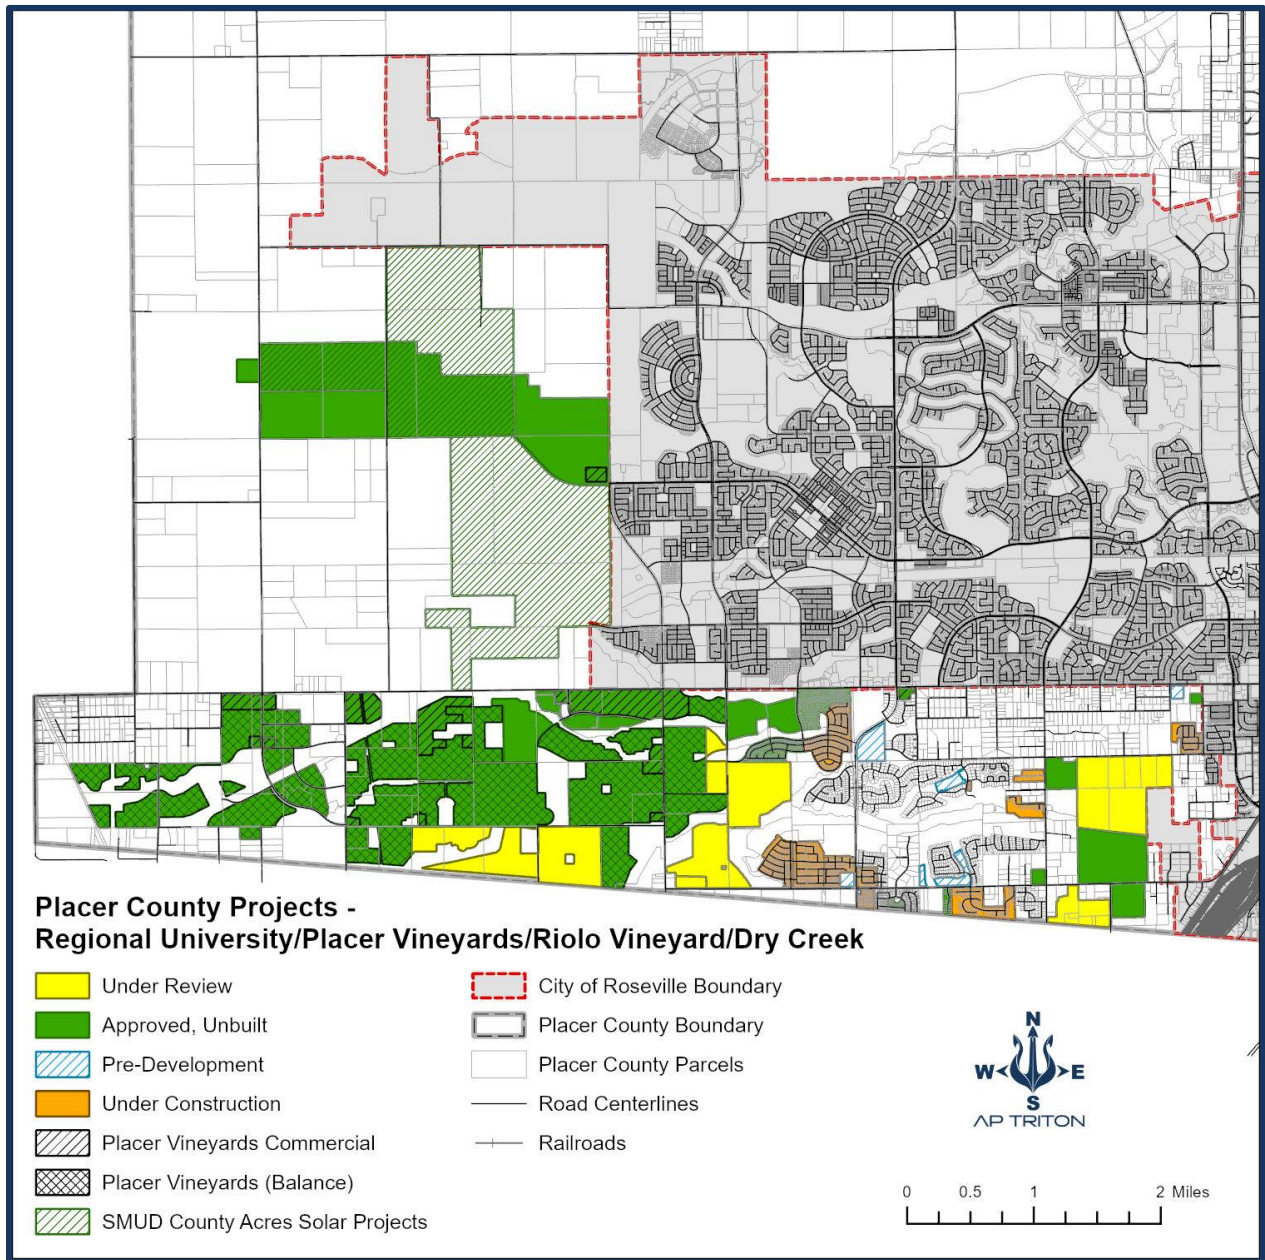 Placer County Projects -
Regional University/Placer Vineyards/Riolo Vineyard/Dry Creek
Under Review
Approved, Unbuilt
Pre-Development
Under Construction
Placer Vineyards Commercial
Placer Vineyards (Balance)
SMUD County Acres Solar Projects
City of Roseville Boundary
Placer County Boundary
Placer County Parcels
Road Centerlines
Railroads
N
W E
S
AP TRITON
0 0.5 1 2 Miles